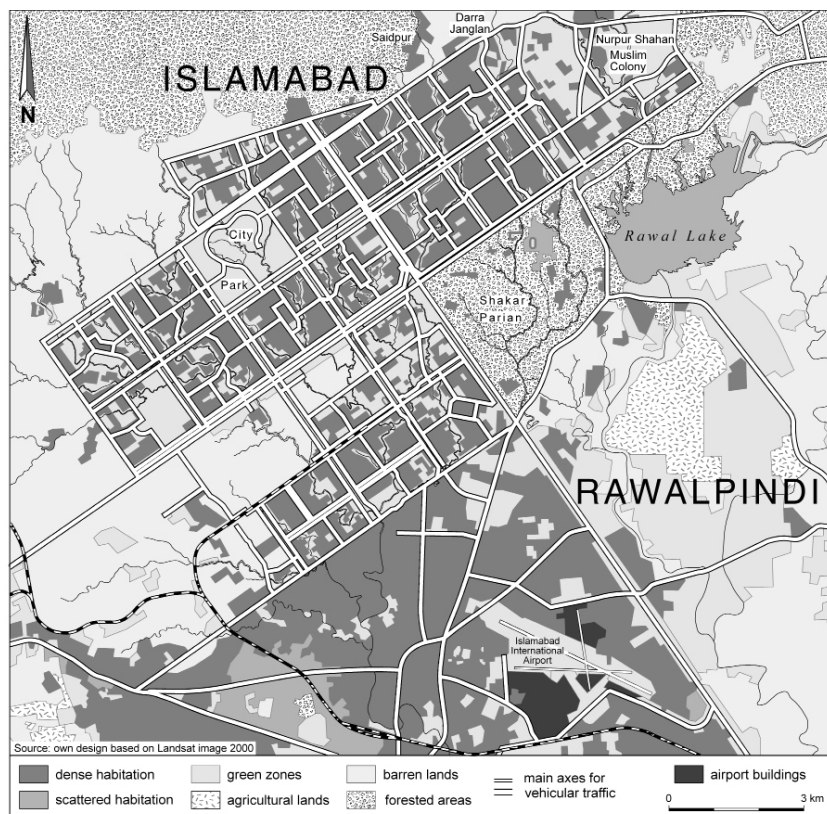 Darra
Janglan
Saidpur
Nurpur Shahan
Muslim
Colony
ISLAMABAD
N
City
Park
Rawal Lake
Shakar
Parian
RAWALPINDI
Islamabad
International
Airport
Source: own design based on Landsat image 2000
dense habitation
green zones
barren lands
main axes for
vehicular traffic
airport buildings
scattered habitation
agricultural lands
forested areas
0 3 km